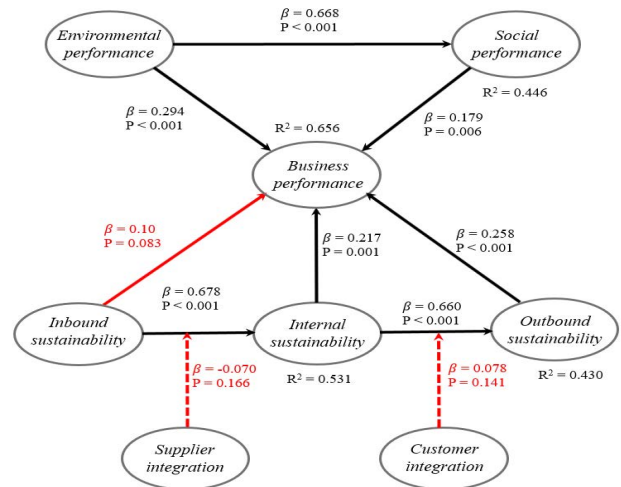 Environmental
performance
β = 0.668
P < 0.001
Social
performance
β = 0.294
P < 0.001
R² = 0.656
β = 0.179
P = 0.006
R² = 0.446
Business
performance
β = 0.10
P = 0.083
β = 0.217
P = 0.001
β = 0.258
P < 0.001
Inbound
sustainability
β = 0.678
P < 0.001
Internal
sustainability
β = 0.660
P < 0.001
Outbound
sustainability
β = -0.070
P = 0.166
R² = 0.531
β = 0.078
P = 0.141
R² = 0.430
Supplier
integration
Customer
integration